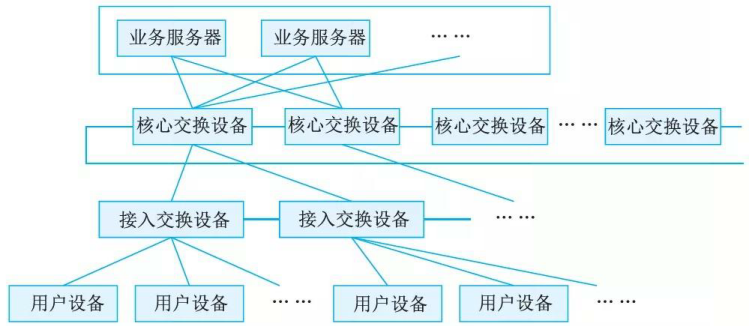 业务服务器 业务服务器 ……
核心交换设备 核心交换设备 核心交换设备 …… 核心交换设备
接入交换设备 接入交换设备 ……
用户设备 用户设备 …… 用户设备 用户设备 ……